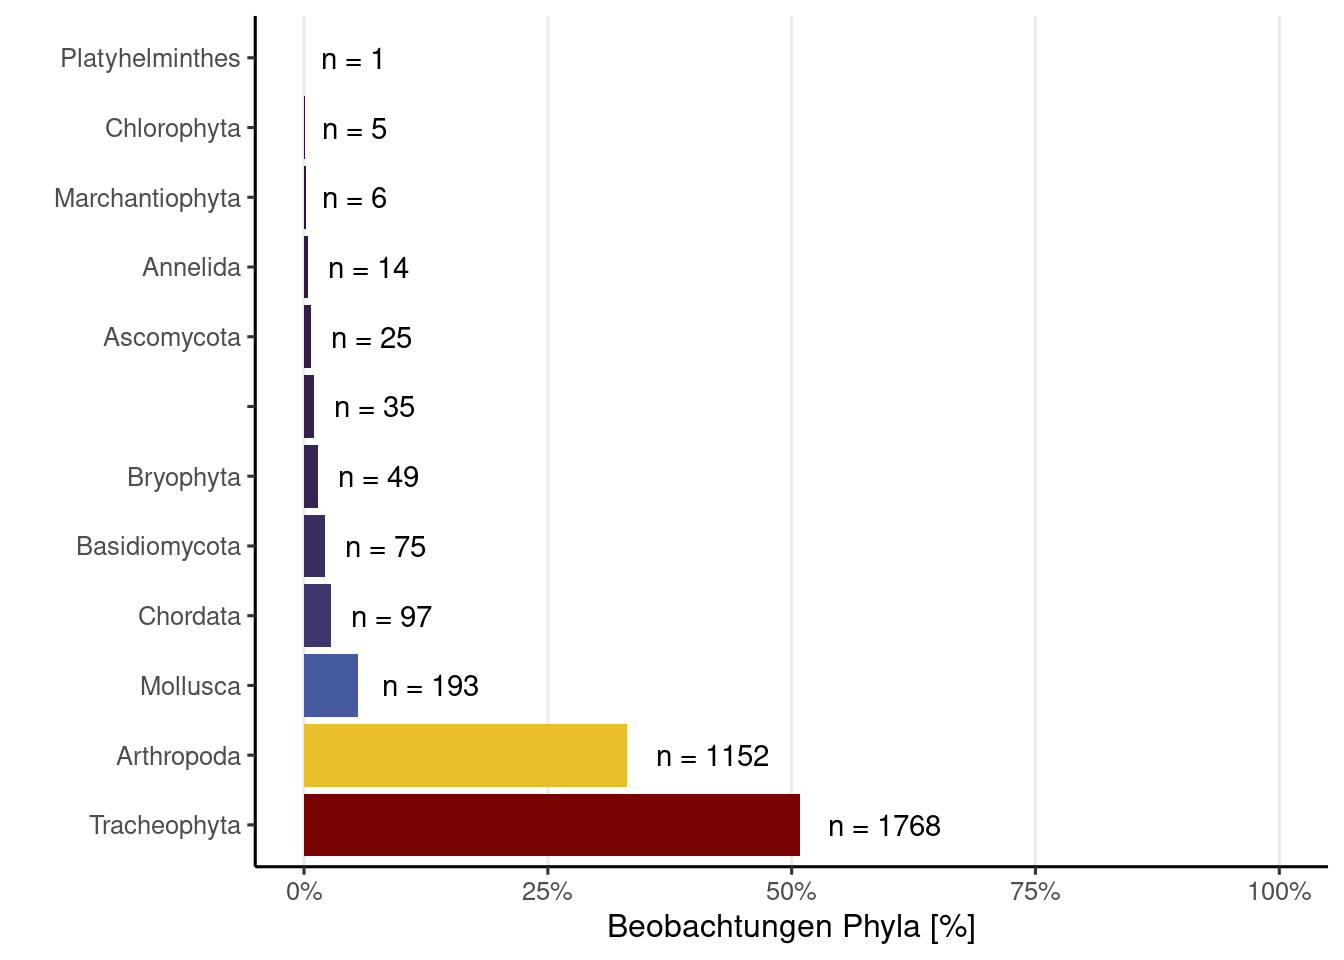 Platyhelminthes n = 1
Chlorophyta n = 5
Marchantiophyta n = 6
Annelida n = 14
Ascomycota n = 25
n = 35
Bryophyta n = 49
Basidiomycota n = 75
Chordata n = 97
Mollusca n = 193
Arthropoda n = 1152
Tracheophyta n = 1768
0% 25% 50% 75% 100%
Beobachtungen Phyla [%]